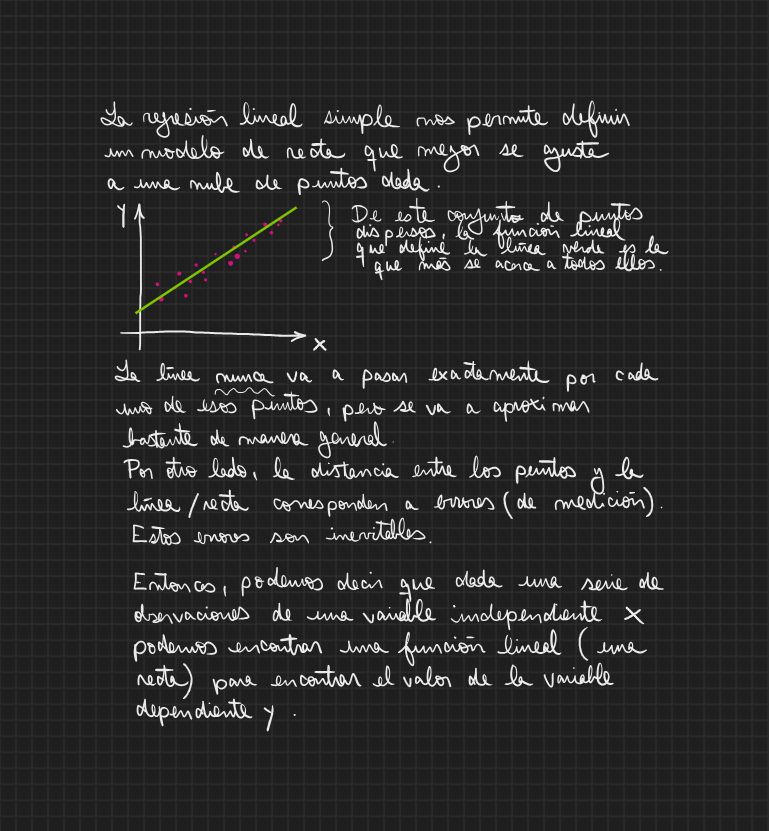 La regresión lineal simple nos permite definir
un modelo de recta que mejor se ajusta
a una nube de puntos dada.
Y
De este conjunto de puntos
dispersos, la función lineal
que define la línea verde es la
que más se acerca a todos ellos.
X
La línea nunca va a pasar exactamente por cada
uno de esos puntos, pero se va a aproximar
bastante de manera general.
Por otro lado, la distancia entre los puntos y la
línea/recta corresponden a errores (de medición).
Estos errores son inevitables.
Entonces, podemos decir que dada una serie de
observaciones de una variable independiente X
podemos encontrar una función lineal (una
recta) para encontrar el valor de la variable
dependiente y.